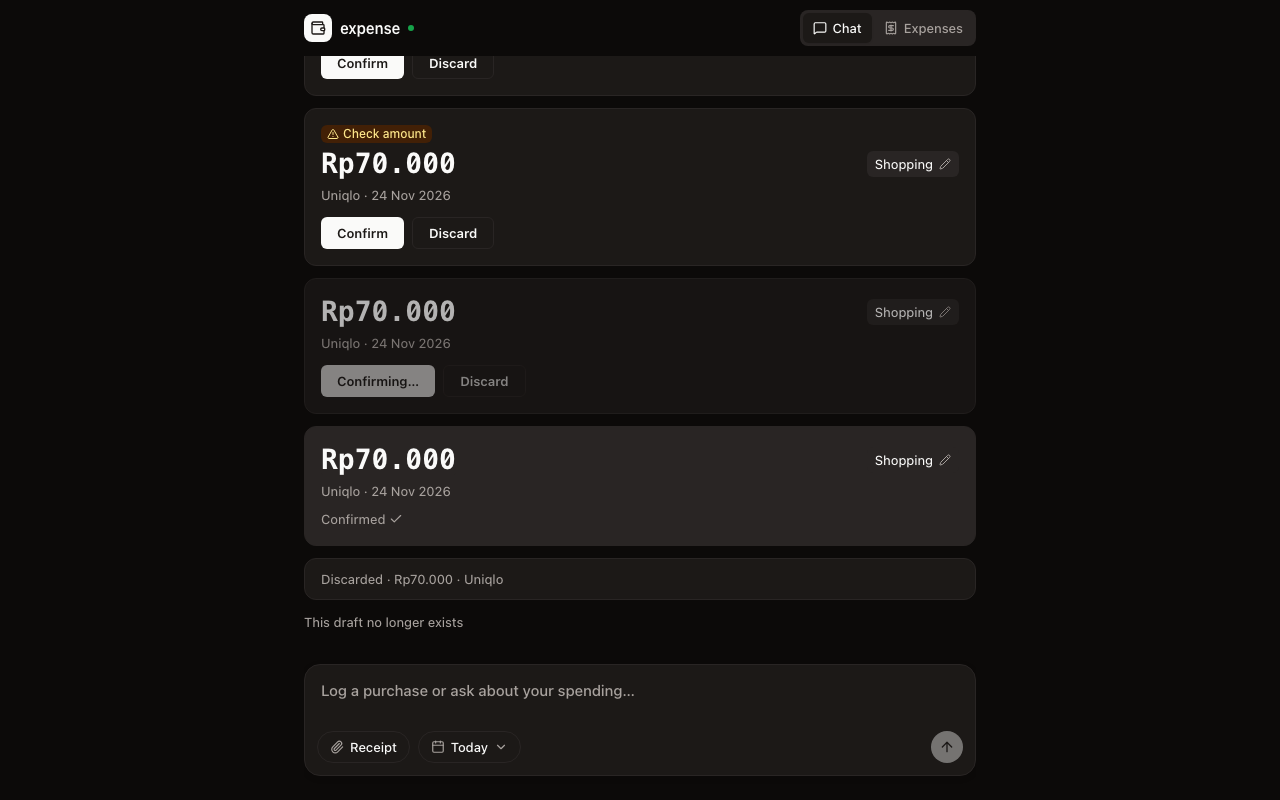 expense
Chat
Expenses
Confirm
Discard
Check amount
Rp70.000
Shopping
Uniqlo · 24 Nov 2026
Confirm
Discard
Rp70.000
Shopping
Uniqlo · 24 Nov 2026
Confirming...
Discard
Rp70.000
Shopping
Uniqlo · 24 Nov 2026
Confirmed
Discarded · Rp70.000 · Uniqlo
This draft no longer exists
Log a purchase or ask about your spending...
Receipt
Today